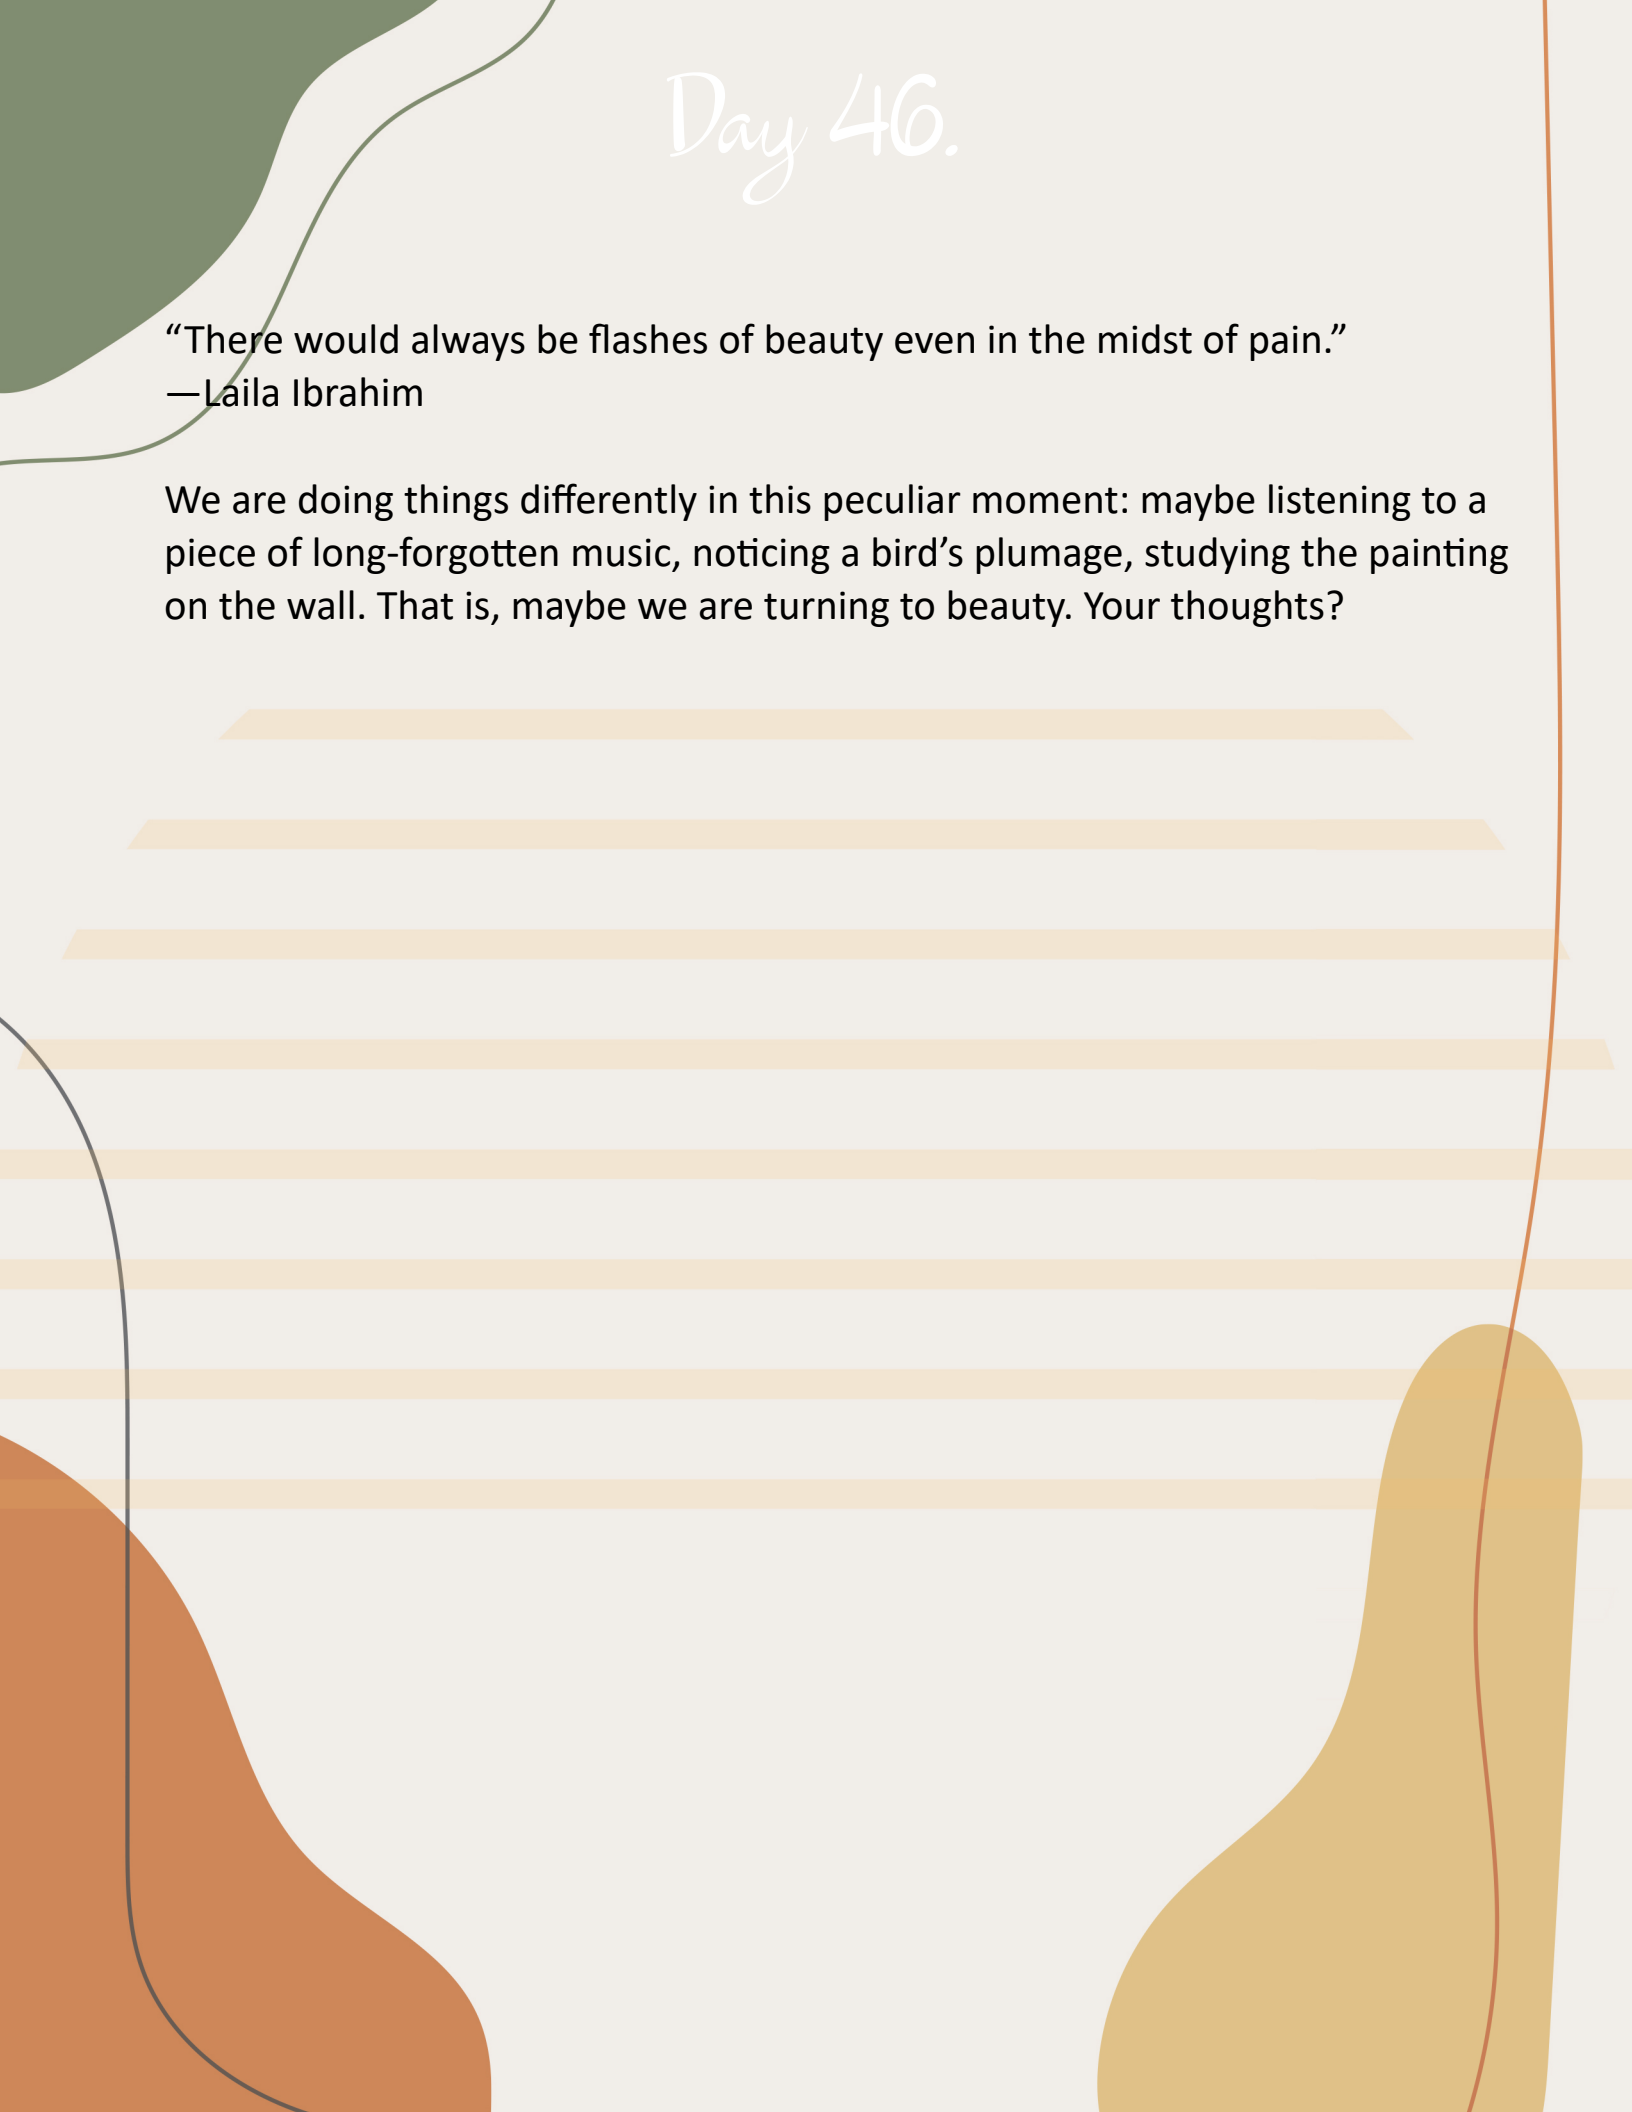 Day 46.
“There would always be flashes of beauty even in the midst of pain.”
—Laila Ibrahim
We are doing things differently in this peculiar moment: maybe listening to a
piece of long-forgotten music, noticing a bird’s plumage, studying the painting
on the wall. That is, maybe we are turning to beauty. Your thoughts?